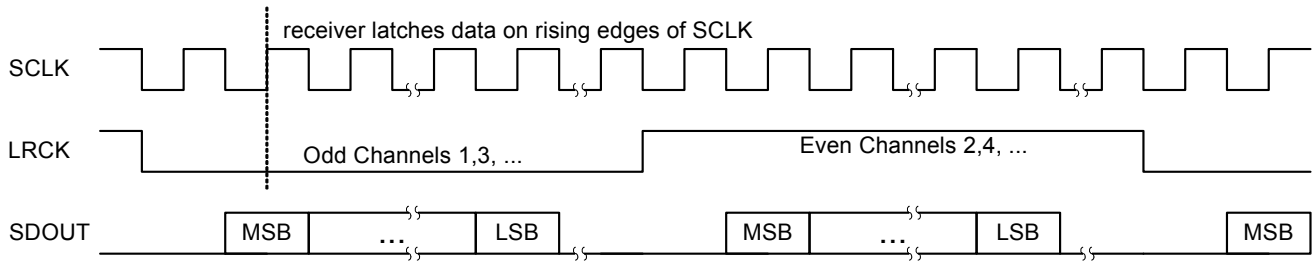 receiver latches data on rising edges of SCLK
SCLK
LRCK
Odd Channels 1,3, ...
Even Channels 2,4, ...
SDOUT
MSB
...
LSB
MSB
...
LSB
MSB